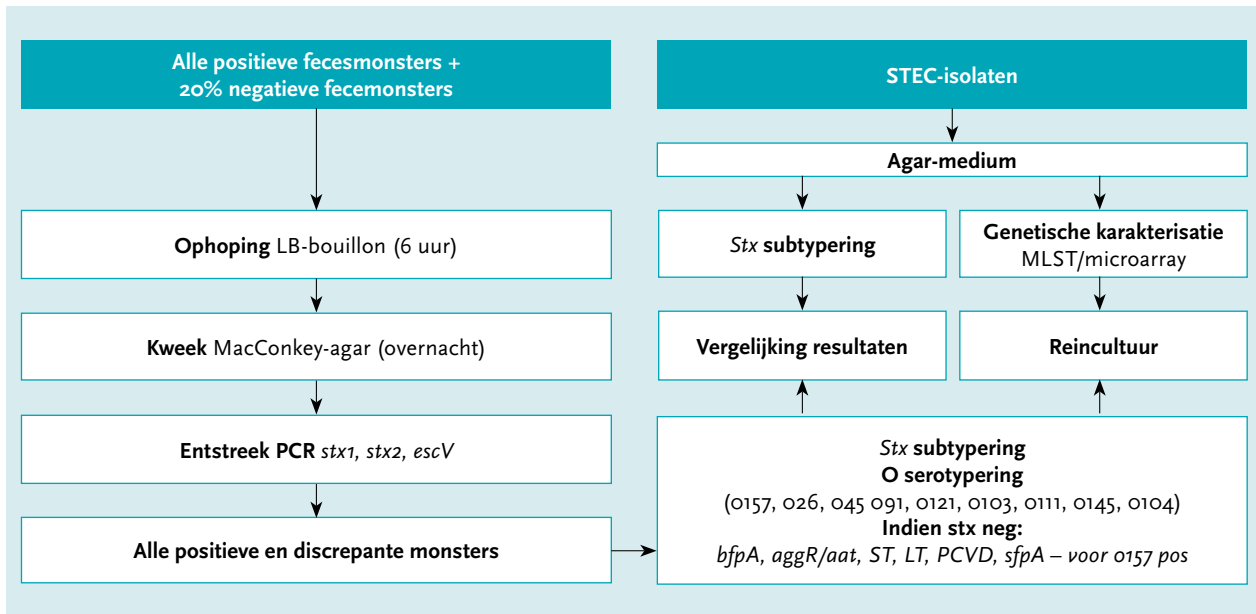 Alle positieve fecesmonsters +
20% negatieve fecemonsters
Ophoping LB-bouillon (6 uur)
Kweek MacConkey-agar (overnacht)
Entstreek PCR stx1, stx2, escV
Alle positieve en discrepante monsters
STEC-isolaten
Agar-medium
Stx subtypering
Genetische karakterisatie
MLST/microarray
Vergelijking resultaten
Reincultuur
Stx subtypering
O serotypering
(O157, O26, O45 O91, O121, O103, O111, O145, O104)
Indien stx neg:
bfpA, aggR/aat, ST, LT, PCVD, sfpA – voor O157 pos